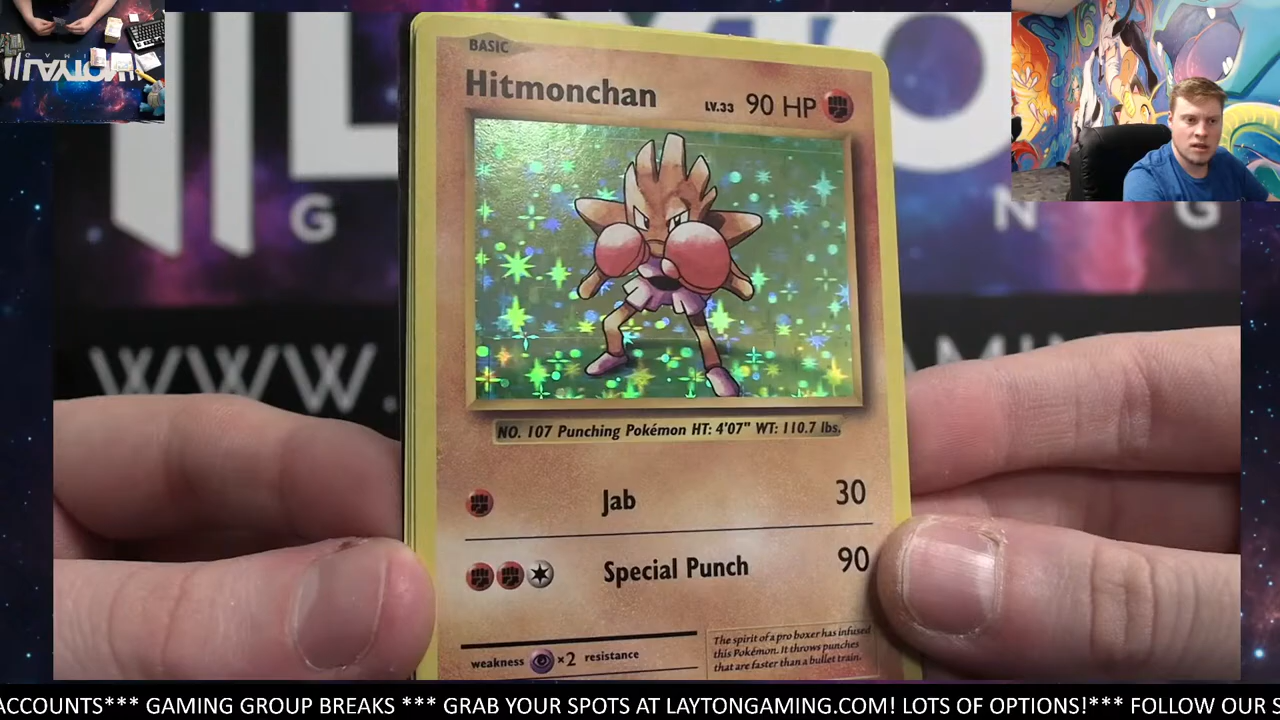 BASIC
Hitmonchan LV.33 90 HP
NO. 107 Punching Pokémon HT: 4'07" WT: 110.7 lbs.
Jab 30
Special Punch 90
weakness ×2 resistance
The spirit of a pro boxer has infused
this Pokémon. It throws punches
that are faster than a bullet train.
G
N G
WWW.
ACCOUNTS*** GAMING GROUP BREAKS *** GRAB YOUR SPOTS AT LAYTONGAMING.COM! LOTS OF OPTIONS!*** FOLLOW OUR S